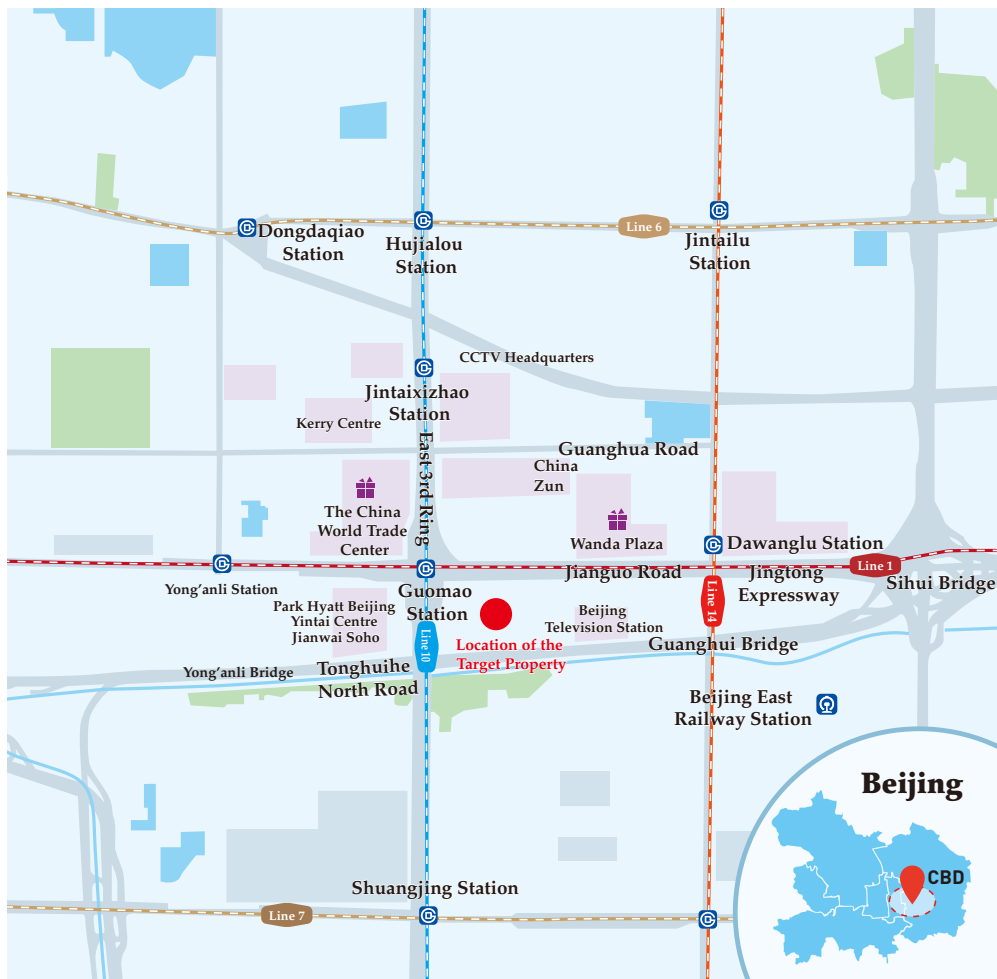 Dongdaqiao
Station
Hujialou
Station
Line 6
Jintailu
Station
CCTV Headquarters
Jintaixizhao
Station
Kerry Centre
East 3rd Ring
Guanghua Road
China
Zun
The China
World Trade
Center
Wanda Plaza
Dawanglu Station
Yong'anli Station
Guomao
Station
Jianguo Road
Jingtong
Expressway
Line 1
Sihui Bridge
Park Hyatt Beijing
Yintai Centre
Jianwai Soho
Line 10
Location of the
Target Property
Beijing
Television Station
Line 14
Guanghui Bridge
Yong'anli Bridge
Tonghuihe
North Road
Beijing East
Railway Station
Shuangjing Station
Line 7
Beijing
CBD